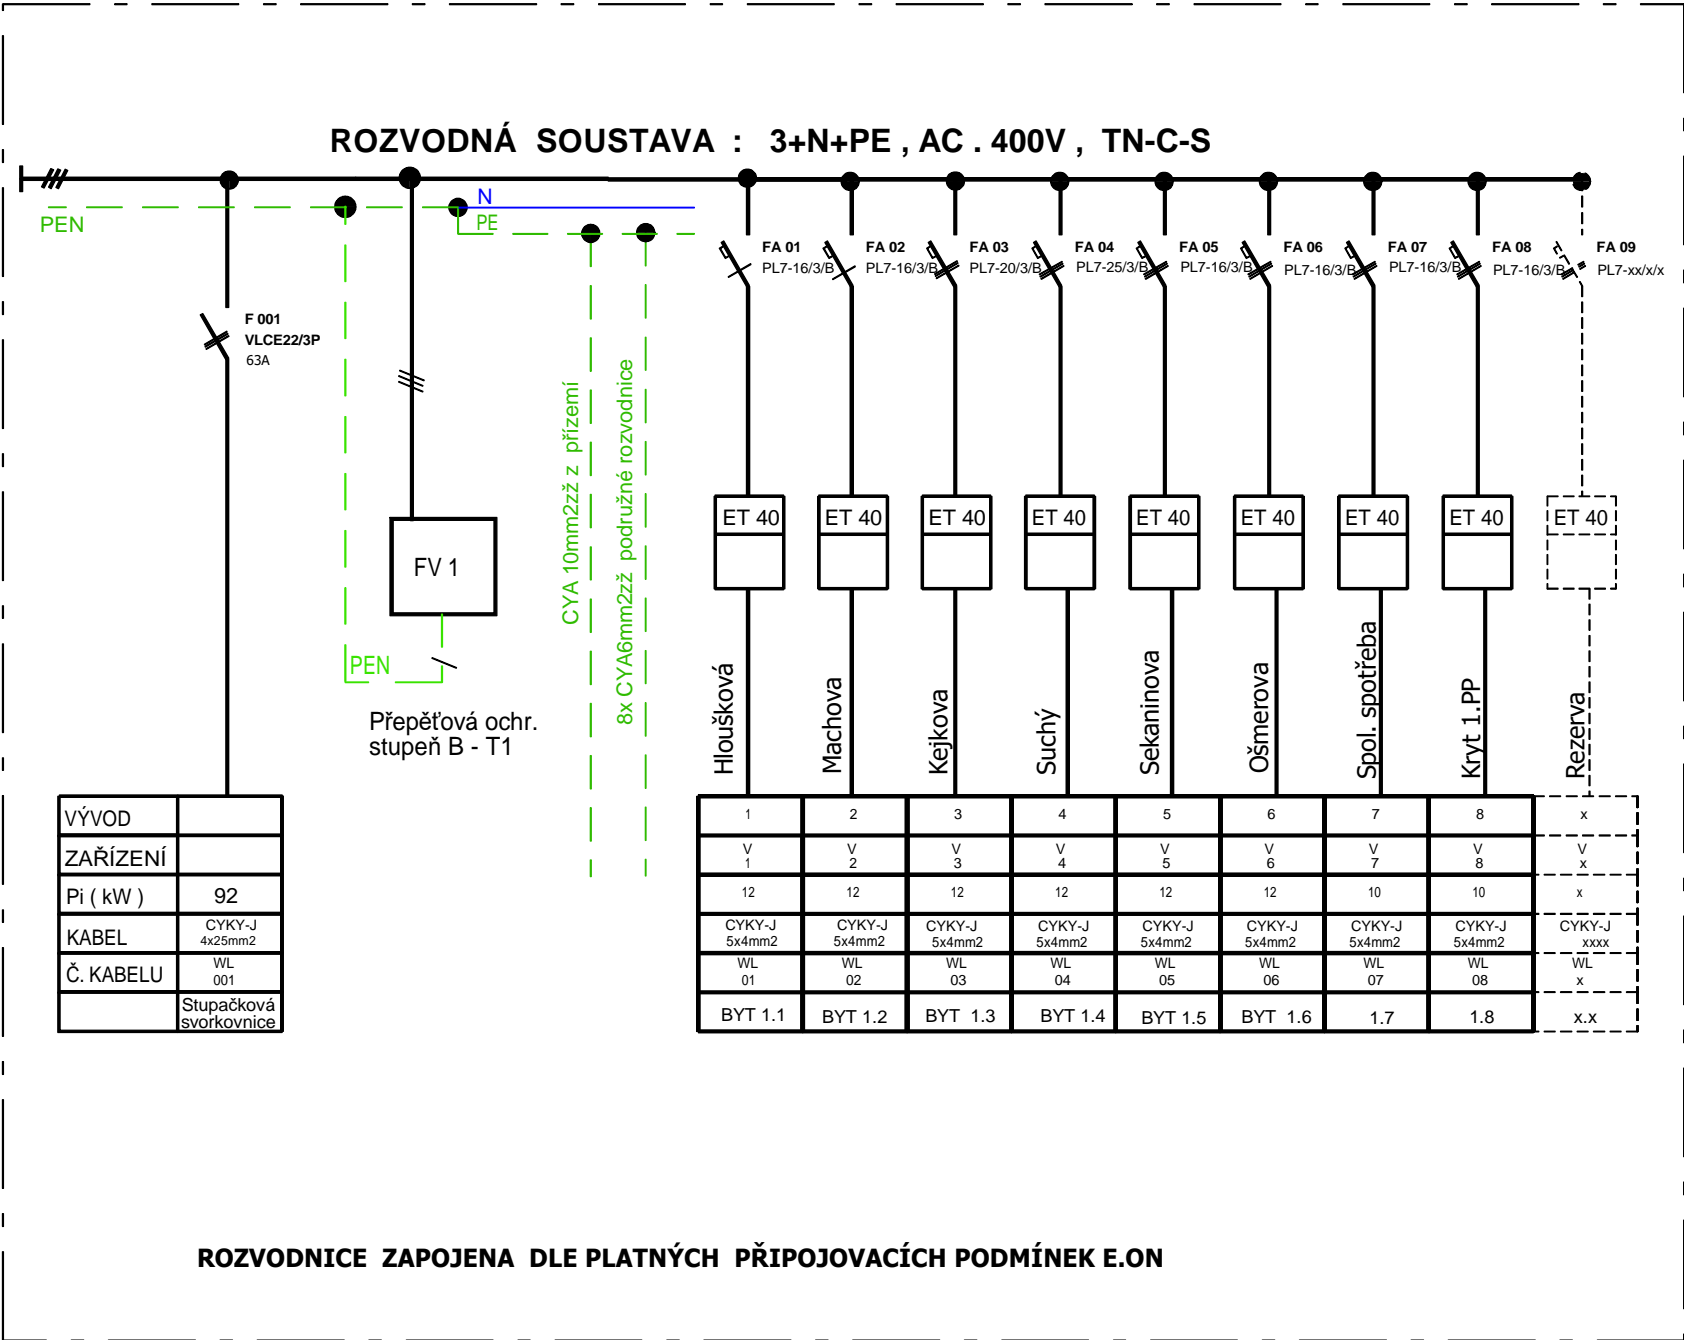 ROZVODNÁ SOUSTAVA : 3+N+PE , AC . 400V , TN-C-S
PEN
N
PE
F 001
VLCE22/3P
63A
FA 01
PL7-16/3/B
FA 02
PL7-16/3/B
FA 03
PL7-20/3/B
FA 04
PL7-25/3/B
FA 05
PL7-16/3/B
FA 06
PL7-16/3/B
FA 07
PL7-16/3/B
FA 08
PL7-16/3/B
FA 09
PL7-xx/x/x
CYA 10mm2zž z přízemí
8x CYA6mm2zž podružné rozvodnice
FV 1
PEN
Přepěťová ochr.
stupeň B - T1
ET 40
ET 40
ET 40
ET 40
ET 40
ET 40
ET 40
ET 40
ET 40
Hloušková
Machova
Kejkova
Suchý
Sekaninova
Ošmerova
Spol. spotřeba
Kryt 1.PP
Rezerva
VÝVOD
ZAŘÍZENÍ
Pi ( kW ) 92
KABEL CYKY-J
4x25mm2
Č. KABELU WL
001
Stupačková
svorkovnice
1 2 3 4 5 6 7 8 x
V V V V V V V V V
1 2 3 4 5 6 7 8 x
12 12 12 12 12 12 10 10 x
CYKY-J CYKY-J CYKY-J CYKY-J CYKY-J CYKY-J CYKY-J CYKY-J CYKY-J
5x4mm2 5x4mm2 5x4mm2 5x4mm2 5x4mm2 5x4mm2 5x4mm2 5x4mm2 xxxx
WL WL WL WL WL WL WL WL WL
01 02 03 04 05 06 07 08 x
BYT 1.1 BYT 1.2 BYT 1.3 BYT 1.4 BYT 1.5 BYT 1.6 1.7 1.8 x.x
ROZVODNICE ZAPOJENA DLE PLATNÝCH PŘIPOJOVACÍCH PODMÍNEK E.ON